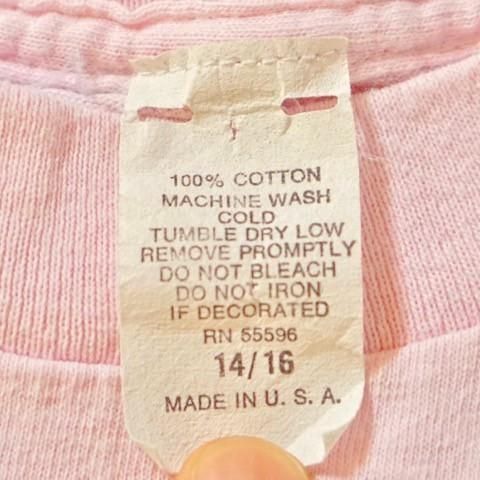 100% COTTON
MACHINE WASH
COLD
TUMBLE DRY LOW
REMOVE PROMPTLY
DO NOT BLEACH
DO NOT IRON
IF DECORATED
RN 55596
14/16
MADE IN U. S. A.